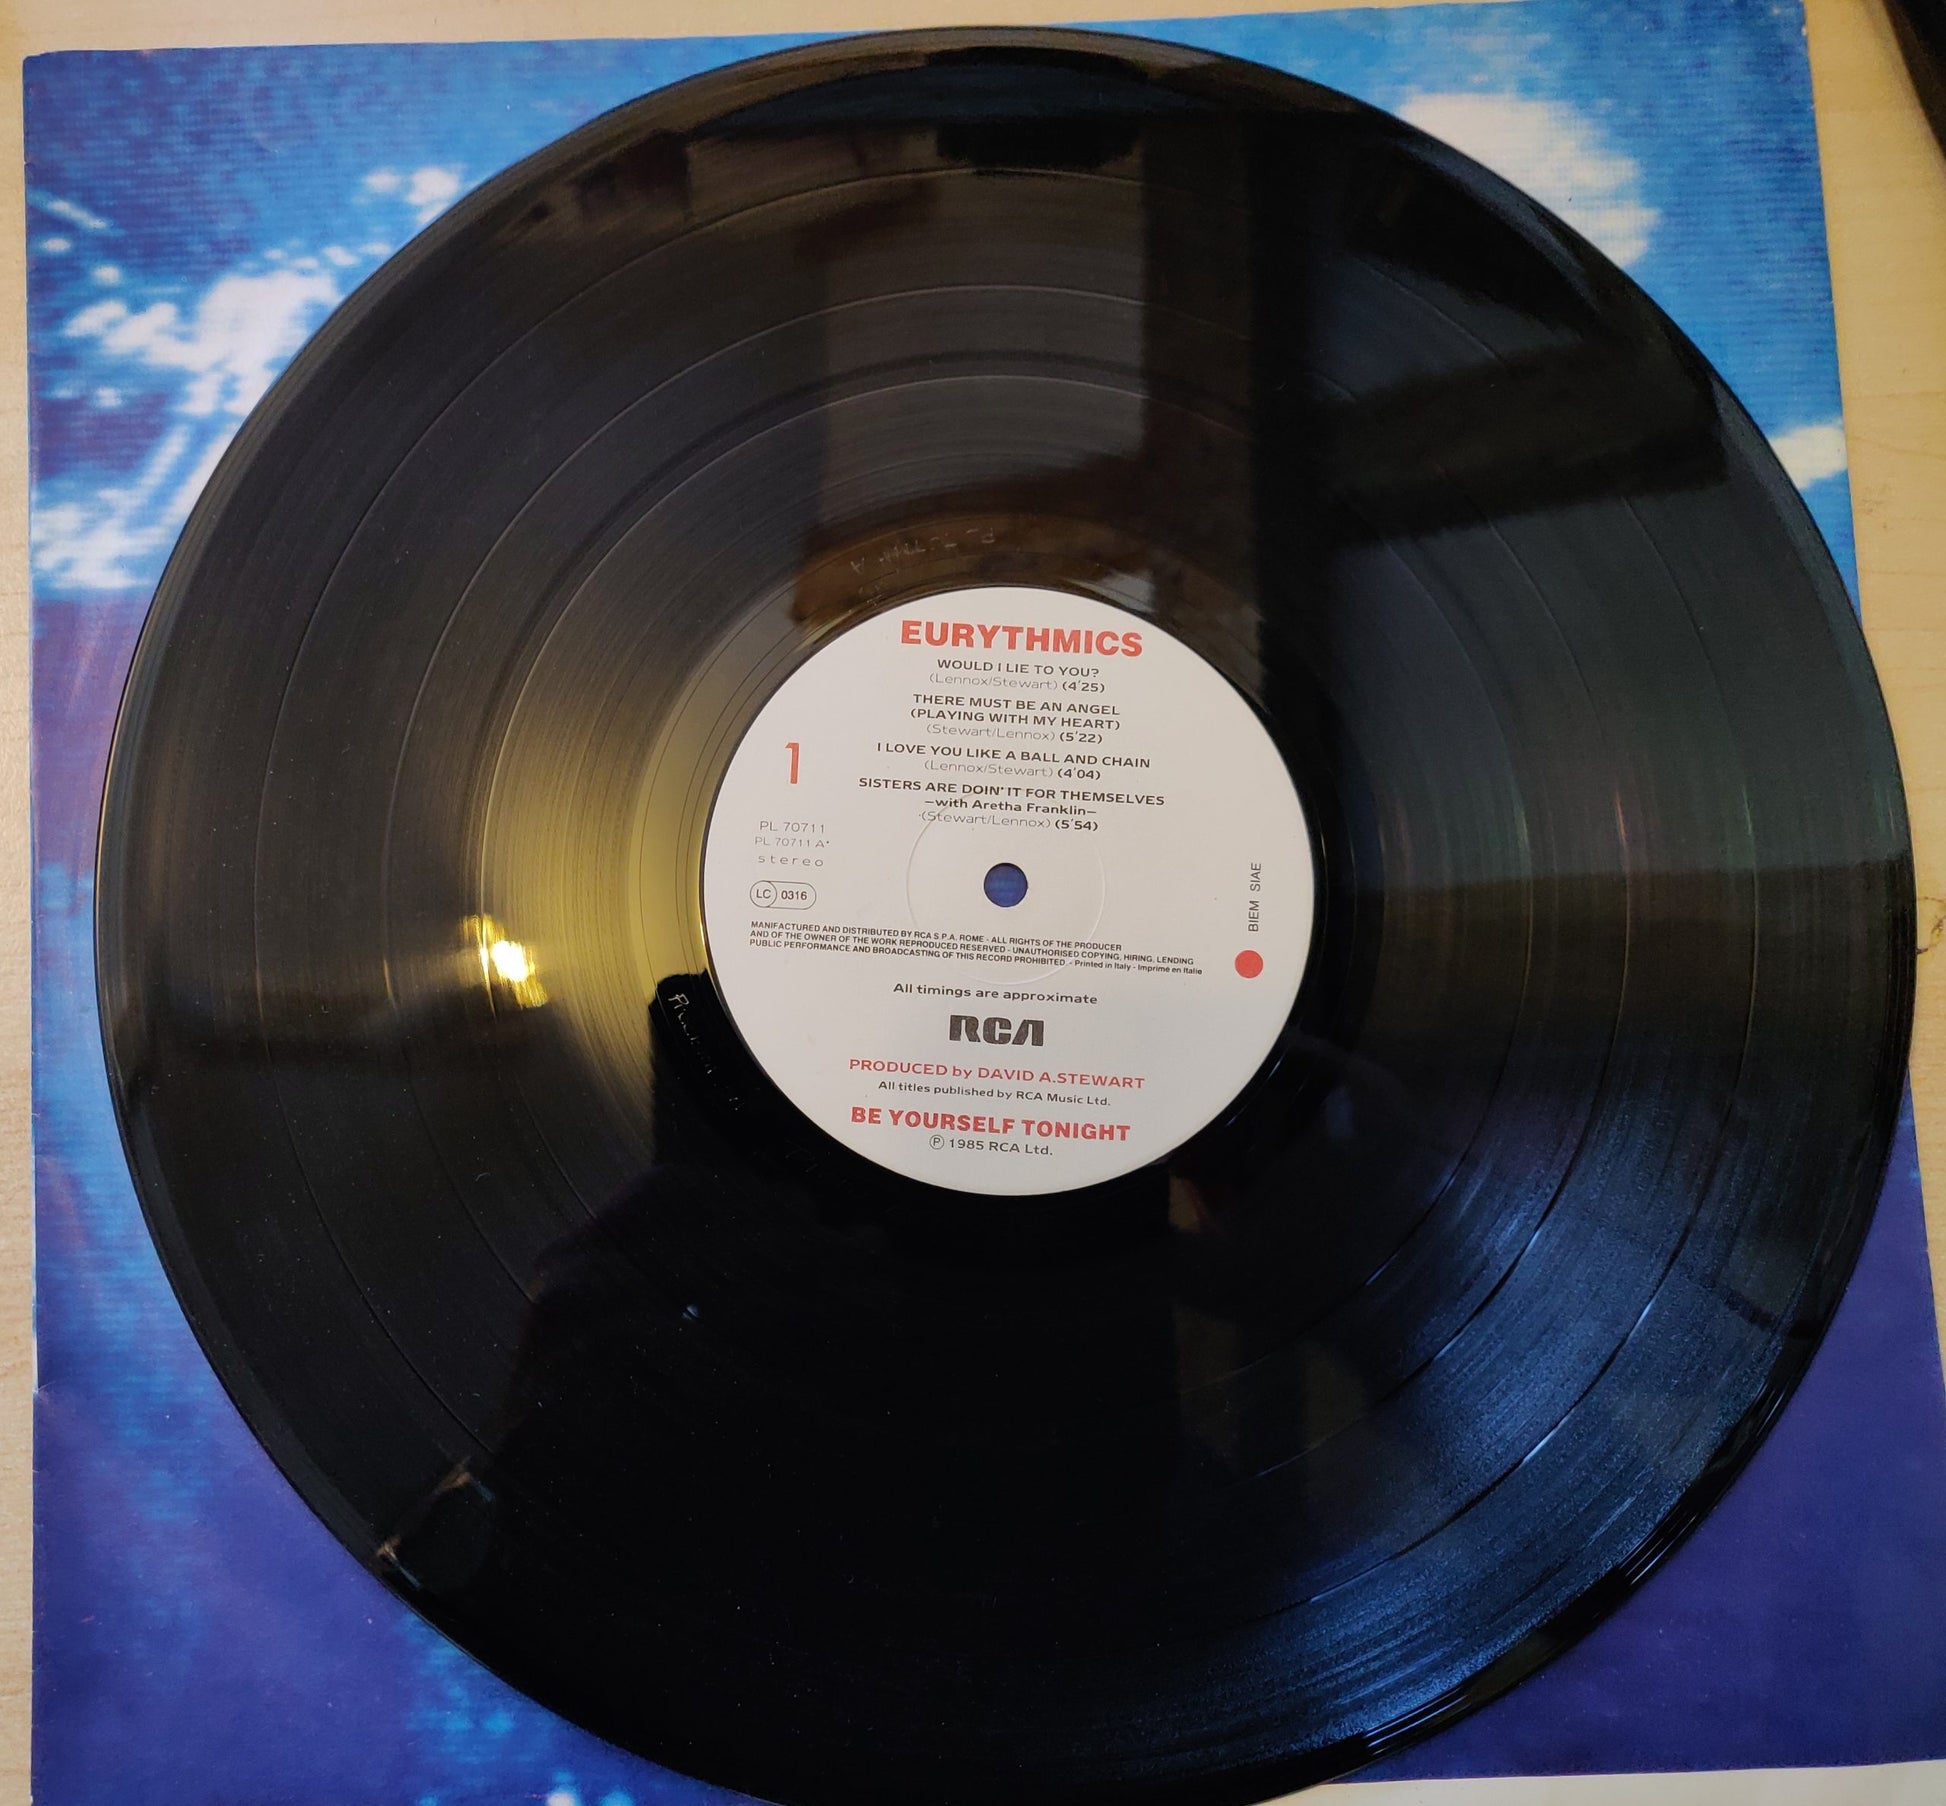 EURYTHMICS
WOULD I LIE TO YOU?
(Lennox/Stewart) (4'25)
THERE MUST BE AN ANGEL
(PLAYING WITH MY HEART)
(Stewart/Lennox) (5'22)
I LOVE YOU LIKE A BALL AND CHAIN
(Lennox/Stewart) (4'04)
SISTERS ARE DOIN' IT FOR THEMSELVES
—with Aretha Franklin—
(Stewart/Lennox) (5'54)
1
PL 70711
PL 70711 A*
stereo
LC 0316
BIEM SIAE
MANIFACTURED AND DISTRIBUTED BY RCA S.P.A. ROME - ALL RIGHTS OF THE PRODUCER
AND OF THE OWNER OF THE WORK REPRODUCED RESERVED - UNAUTHORISED COPYING, HIRING, LENDING
PUBLIC PERFORMANCE AND BROADCASTING OF THIS RECORD PROHIBITED. - Printed in Italy - Imprimé en Italie
All timings are approximate
RCA
PRODUCED by DAVID A.STEWART
All titles published by RCA Music Ltd.
BE YOURSELF TONIGHT
℗ 1985 RCA Ltd.